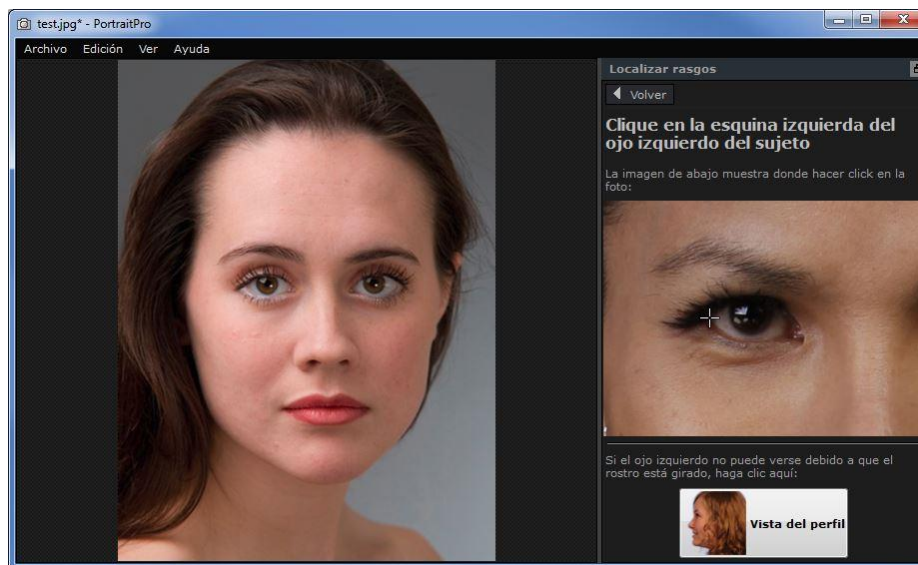 test.jpg* - PortraitPro
Archivo Edición Ver Ayuda
Localizar rasgos
Volver
Clique en la esquina izquierda del
ojo izquierdo del sujeto
La imagen de abajo muestra donde hacer click en la
foto:
Si el ojo izquierdo no puede verse debido a que el
rostro está girado, haga clic aquí:
Vista del perfil